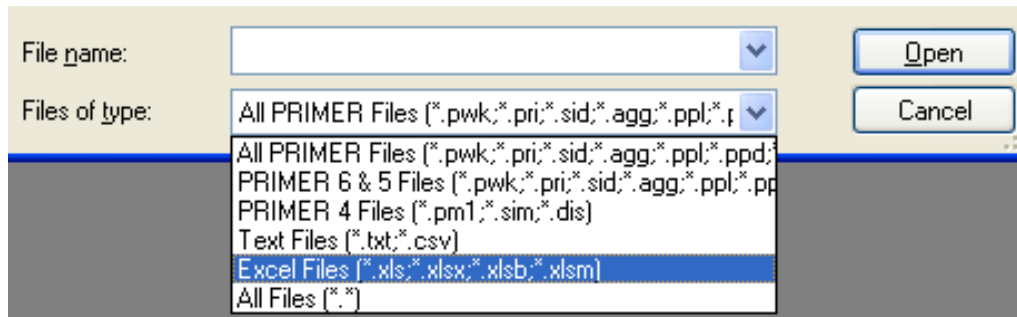 File name:
Open
Files of type:
All PRIMER Files (*.pwk;*.pri;*.sid;*.agg;*.ppl;*.p
Cancel
All PRIMER Files (*.pwk;*.pri;*.sid;*.agg;*.ppl;*.ppd;*
PRIMER 6 & 5 Files (*.pwk;*.pri;*.sid;*.agg;*.ppl;*.pp
PRIMER 4 Files (*.pm1;*.sim;*.dis)
Text Files (*.txt;*.csv)
Excel Files (*.xls;*.xlsx;*.xlsb;*.xlsm)
All Files (*.*)